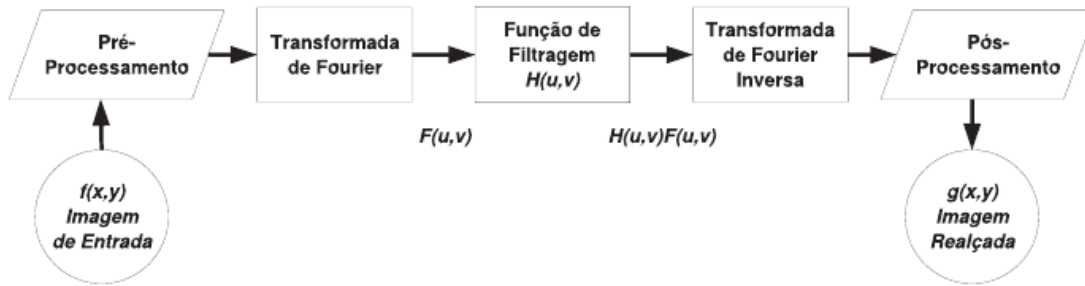 Pré-
Processamento
Transformada
de Fourier
Função de
Filtragem
H(u,v)
Transformada
de Fourier
Inversa
Pós-
Processamento
F(u,v)
H(u,v)F(u,v)
f(x,y)
Imagem
de Entrada
g(x,y)
Imagem
Realçada